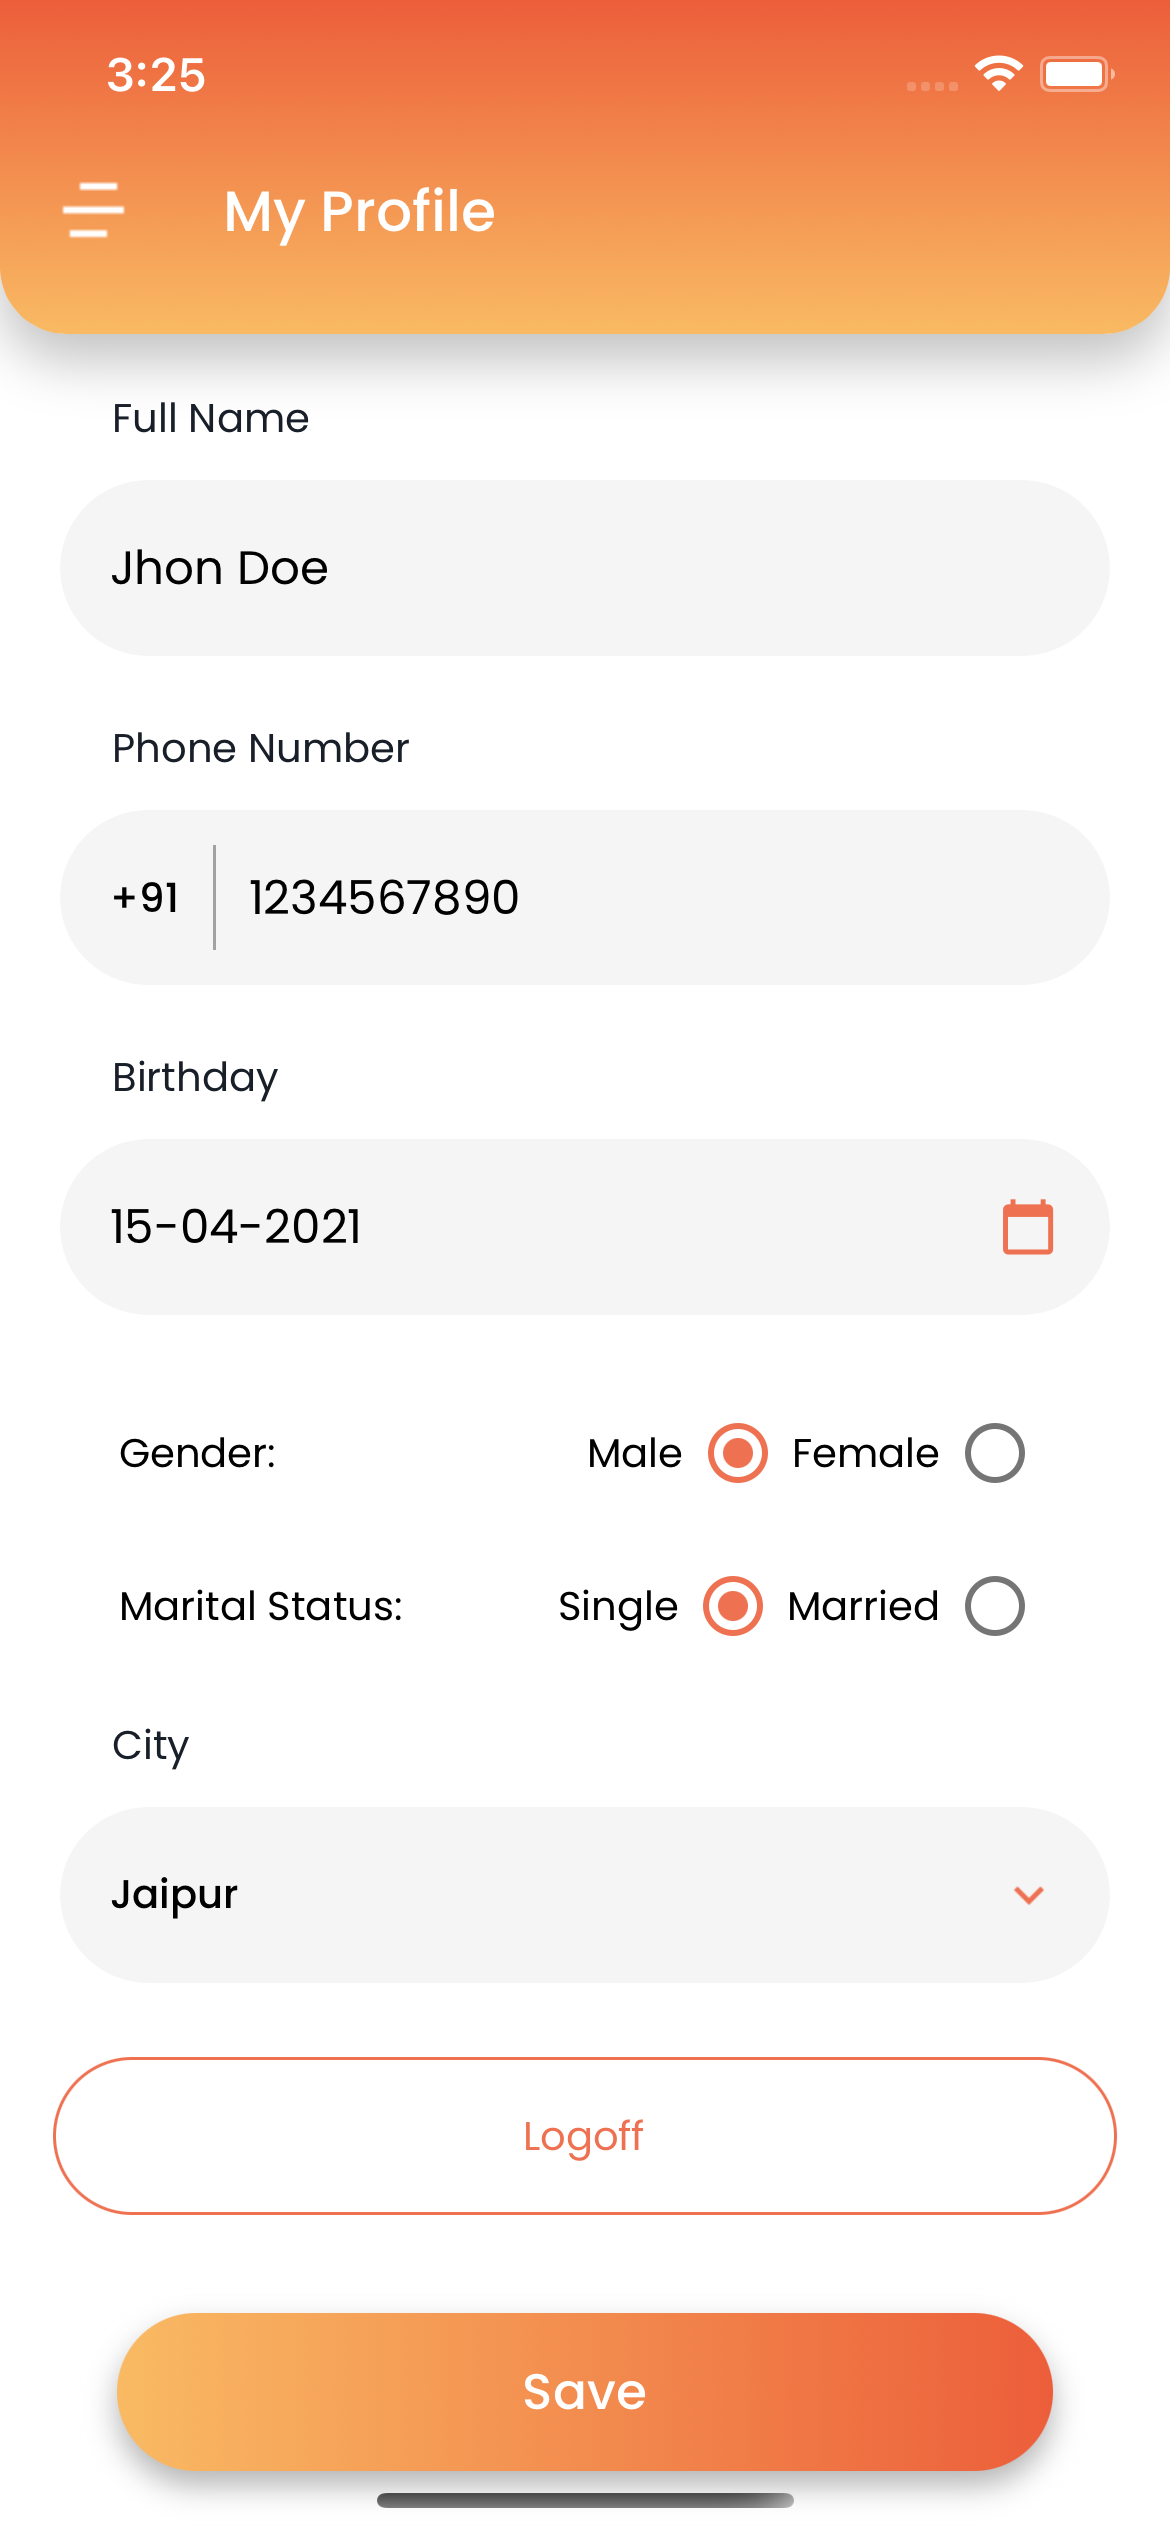 3:25
My Profile
Full Name
Jhon Doe
Phone Number
+91 1234567890
Birthday
15-04-2021
Gender: Male Female
Marital Status: Single Married
City
Jaipur
Logoff
Save